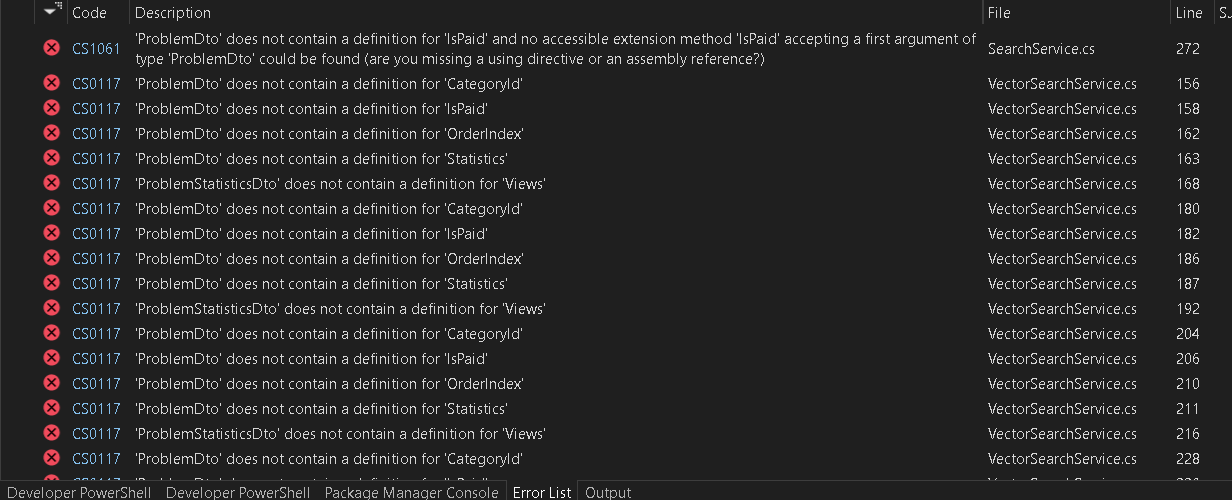 Code Description File Line S..
CS1061 'ProblemDto' does not contain a definition for 'IsPaid' and no accessible extension method 'IsPaid' accepting a first argument of SearchService.cs 272
type 'ProblemDto' could be found (are you missing a using directive or an assembly reference?)
CS0117 'ProblemDto' does not contain a definition for 'CategoryId' VectorSearchService.cs 156
CS0117 'ProblemDto' does not contain a definition for 'IsPaid' VectorSearchService.cs 158
CS0117 'ProblemDto' does not contain a definition for 'OrderIndex' VectorSearchService.cs 162
CS0117 'ProblemDto' does not contain a definition for 'Statistics' VectorSearchService.cs 163
CS0117 'ProblemStatisticsDto' does not contain a definition for 'Views' VectorSearchService.cs 168
CS0117 'ProblemDto' does not contain a definition for 'CategoryId' VectorSearchService.cs 180
CS0117 'ProblemDto' does not contain a definition for 'IsPaid' VectorSearchService.cs 182
CS0117 'ProblemDto' does not contain a definition for 'OrderIndex' VectorSearchService.cs 186
CS0117 'ProblemDto' does not contain a definition for 'Statistics' VectorSearchService.cs 187
CS0117 'ProblemStatisticsDto' does not contain a definition for 'Views' VectorSearchService.cs 192
CS0117 'ProblemDto' does not contain a definition for 'CategoryId' VectorSearchService.cs 204
CS0117 'ProblemDto' does not contain a definition for 'IsPaid' VectorSearchService.cs 206
CS0117 'ProblemDto' does not contain a definition for 'OrderIndex' VectorSearchService.cs 210
CS0117 'ProblemDto' does not contain a definition for 'Statistics' VectorSearchService.cs 211
CS0117 'ProblemStatisticsDto' does not contain a definition for 'Views' VectorSearchService.cs 216
CS0117 'ProblemDto' does not contain a definition for 'CategoryId' VectorSearchService.cs 228
Developer PowerShell Developer PowerShell Package Manager Console Error List Output